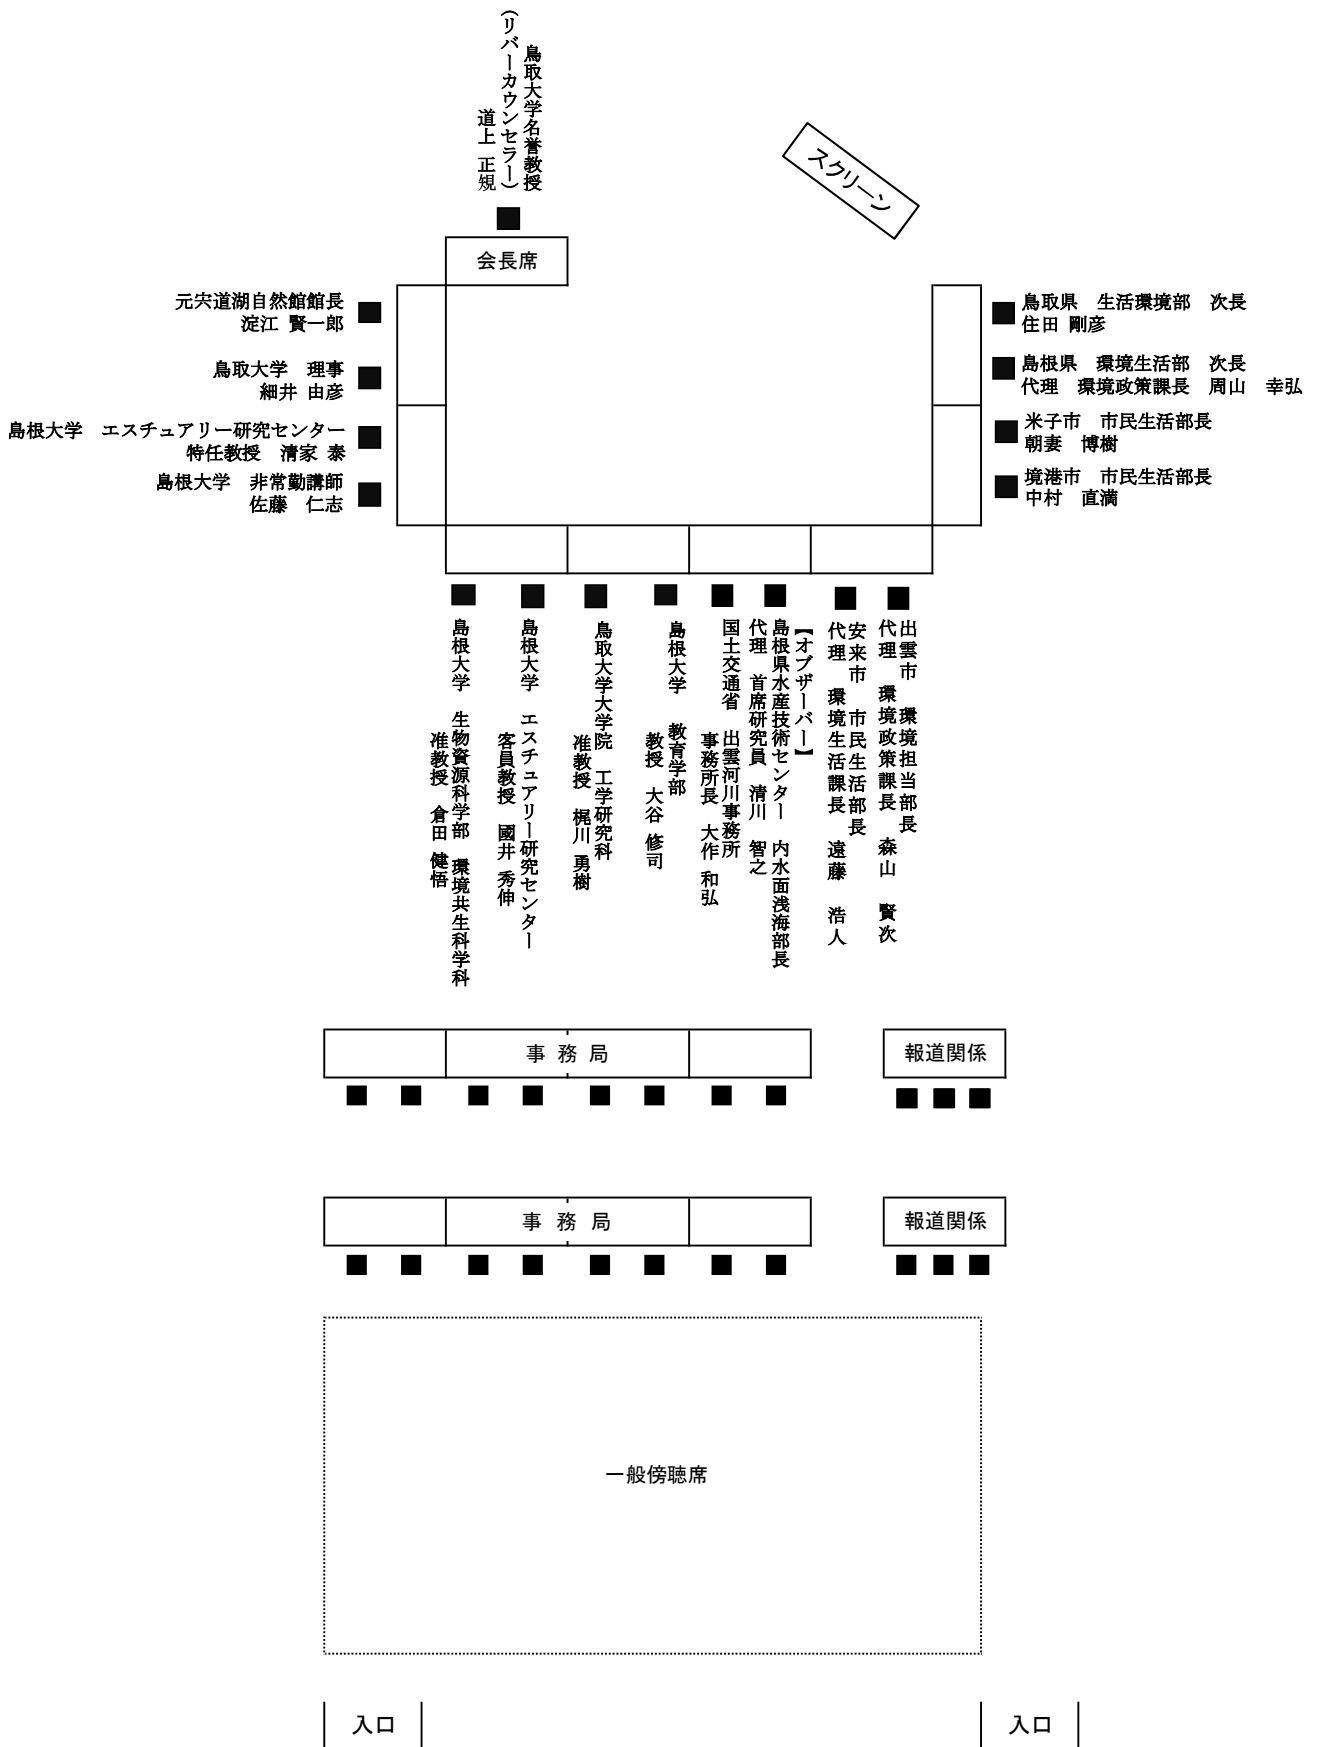 鳥取大学名誉教授
（リバーカウンセラー）
道上 正規
スクリーン
会長席
元宍道湖自然館館長
淀江 賢一郎
鳥取大学　理事
細井 由彦
島根大学　エスチュアリー研究センター
特任教授　清家 泰
島根大学　非常勤講師
佐藤　仁志
鳥取県　生活環境部　次長
住田 剛彦
島根県　環境生活部　次長
代理　環境政策課長　周山　幸弘
米子市　市民生活部長
朝妻　博樹
境港市　市民生活部長
中村　直満
出雲市　環境担当部長
代理　環境政策課長　森山　賢次
安来市　市民生活部長
代理　環境生活課長　遠藤　浩人
【オブザーバー】
島根県水産技術センター　内水面浅海部長
代理　首席研究員　清川　智之
国土交通省　出雲河川事務所
事務所長 大作 和弘
島根大学　教育学部
教授　大谷 修司
鳥取大学大学院　工学研究科
准教授　梶川 勇樹
島根大学　エスチュアリー研究センター
客員教授　國井 秀伸
島根大学　生物資源科学部　環境共生科学科
准教授　倉田 健悟
事 務 局
報道関係
事 務 局
報道関係
一般傍聴席
入口
入口